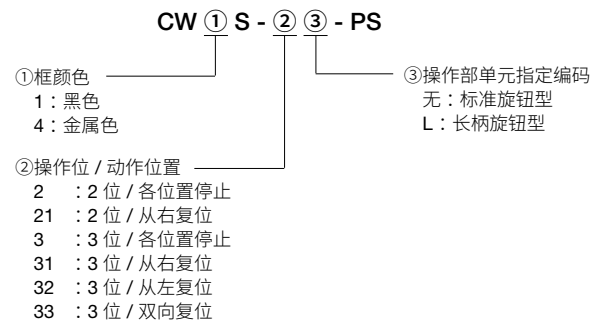 CW ① S - ② ③ - PS
①框颜色
1：黑色
4：金属色
③操作部单元指定编码
无：标准旋钮型
L：长柄旋钮型
②操作位 / 动作位置
2 ：2 位 / 各位置停止
21 ：2 位 / 从右复位
3 ：3 位 / 各位置停止
31 ：3 位 / 从右复位
32 ：3 位 / 从左复位
33 ：3 位 / 双向复位